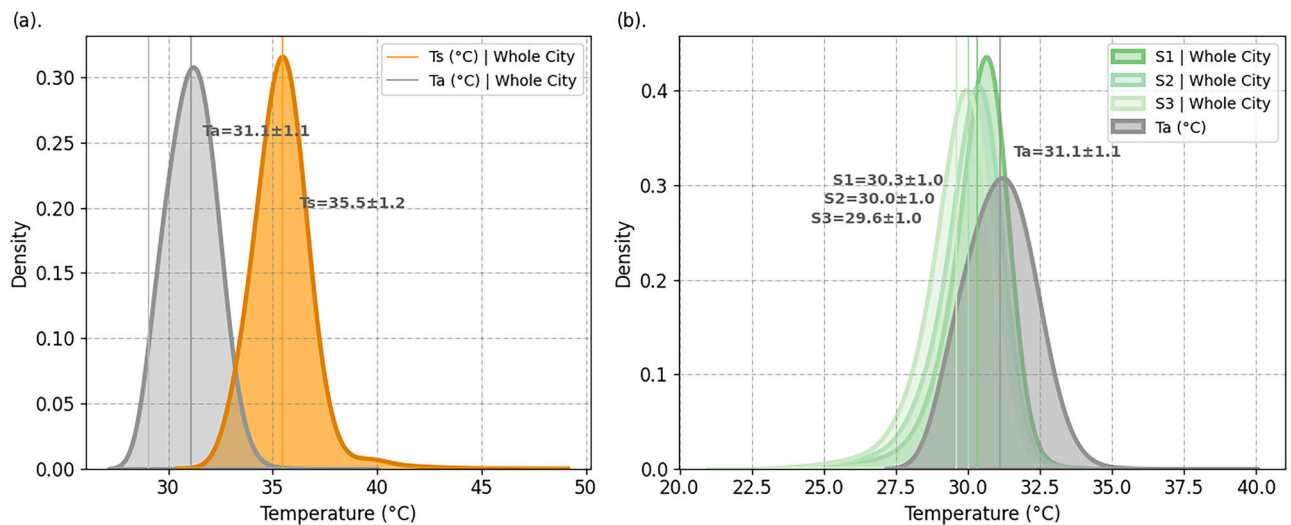 (a).
Ts (°C) | Whole City
Ta (°C) | Whole City
Ta=31.1±1.1
Ts=35.5±1.2
0.30
0.25
0.20
0.15
0.10
0.05
0.00
Density
30
35
40
45
50
Temperature (°C)
(b).
S1 | Whole City
S2 | Whole City
S3 | Whole City
Ta (°C)
Ta=31.1±1.1
S1=30.3±1.0
S2=30.0±1.0
S3=29.6±1.0
0.4
0.3
0.2
0.1
0.0
Density
20.0
22.5
25.0
27.5
30.0
32.5
35.0
37.5
40.0
Temperature (°C)